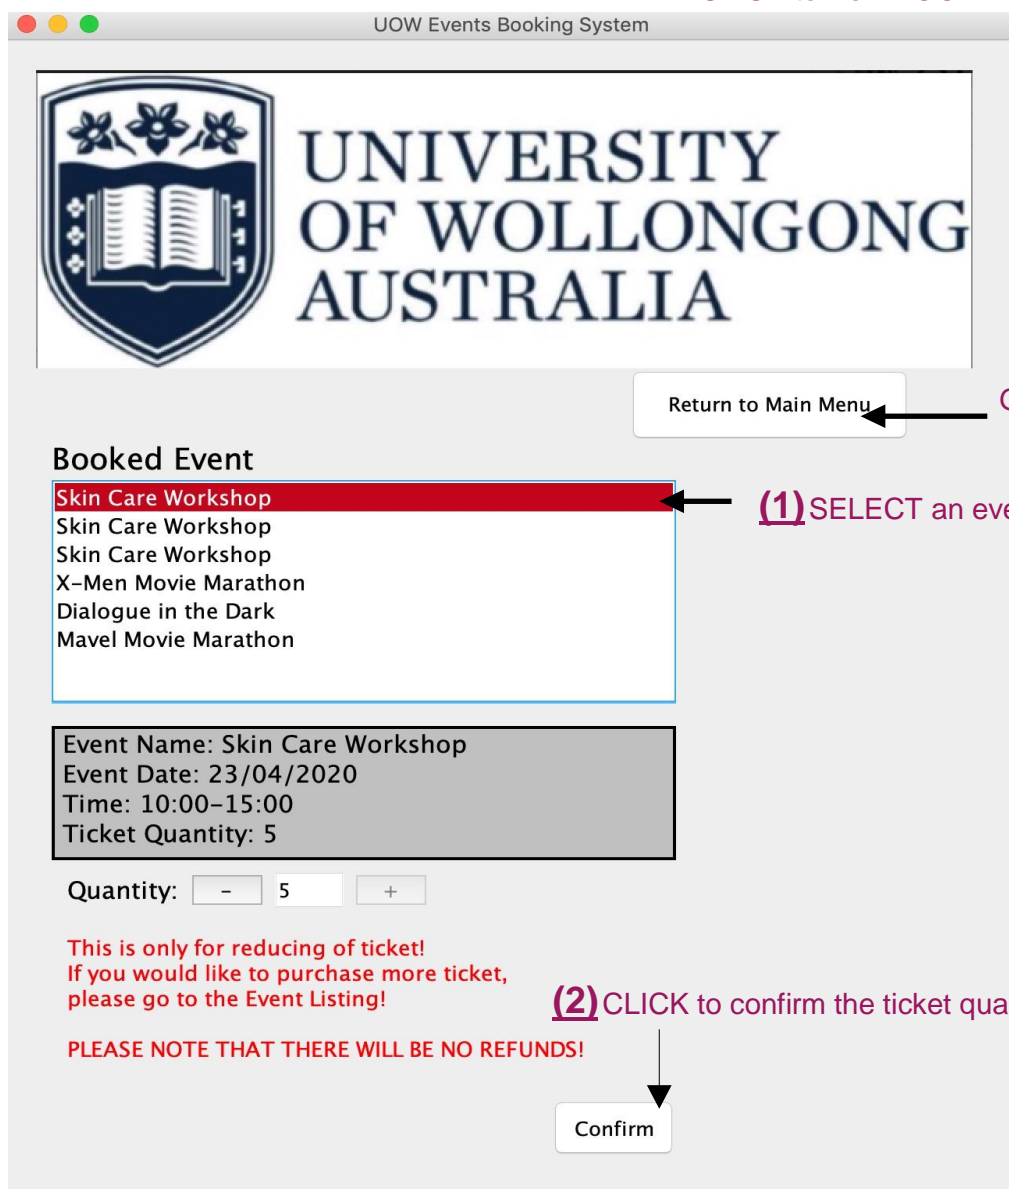 UOW Events Booking System
UNIVERSITY
OF WOLLONGONG
AUSTRALIA
Return to Main Menu
Booked Event
Skin Care Workshop
(1) SELECT an eve
Skin Care Workshop
Skin Care Workshop
X-Men Movie Marathon
Dialogue in the Dark
Mavel Movie Marathon
Event Name: Skin Care Workshop
Event Date: 23/04/2020
Time: 10:00-15:00
Ticket Quantity: 5
Quantity: - 5 +
This is only for reducing of ticket!
If you would like to purchase more ticket,
please go to the Event Listing!
(2) CLICK to confirm the ticket qua
PLEASE NOTE THAT THERE WILL BE NO REFUNDS!
Confirm